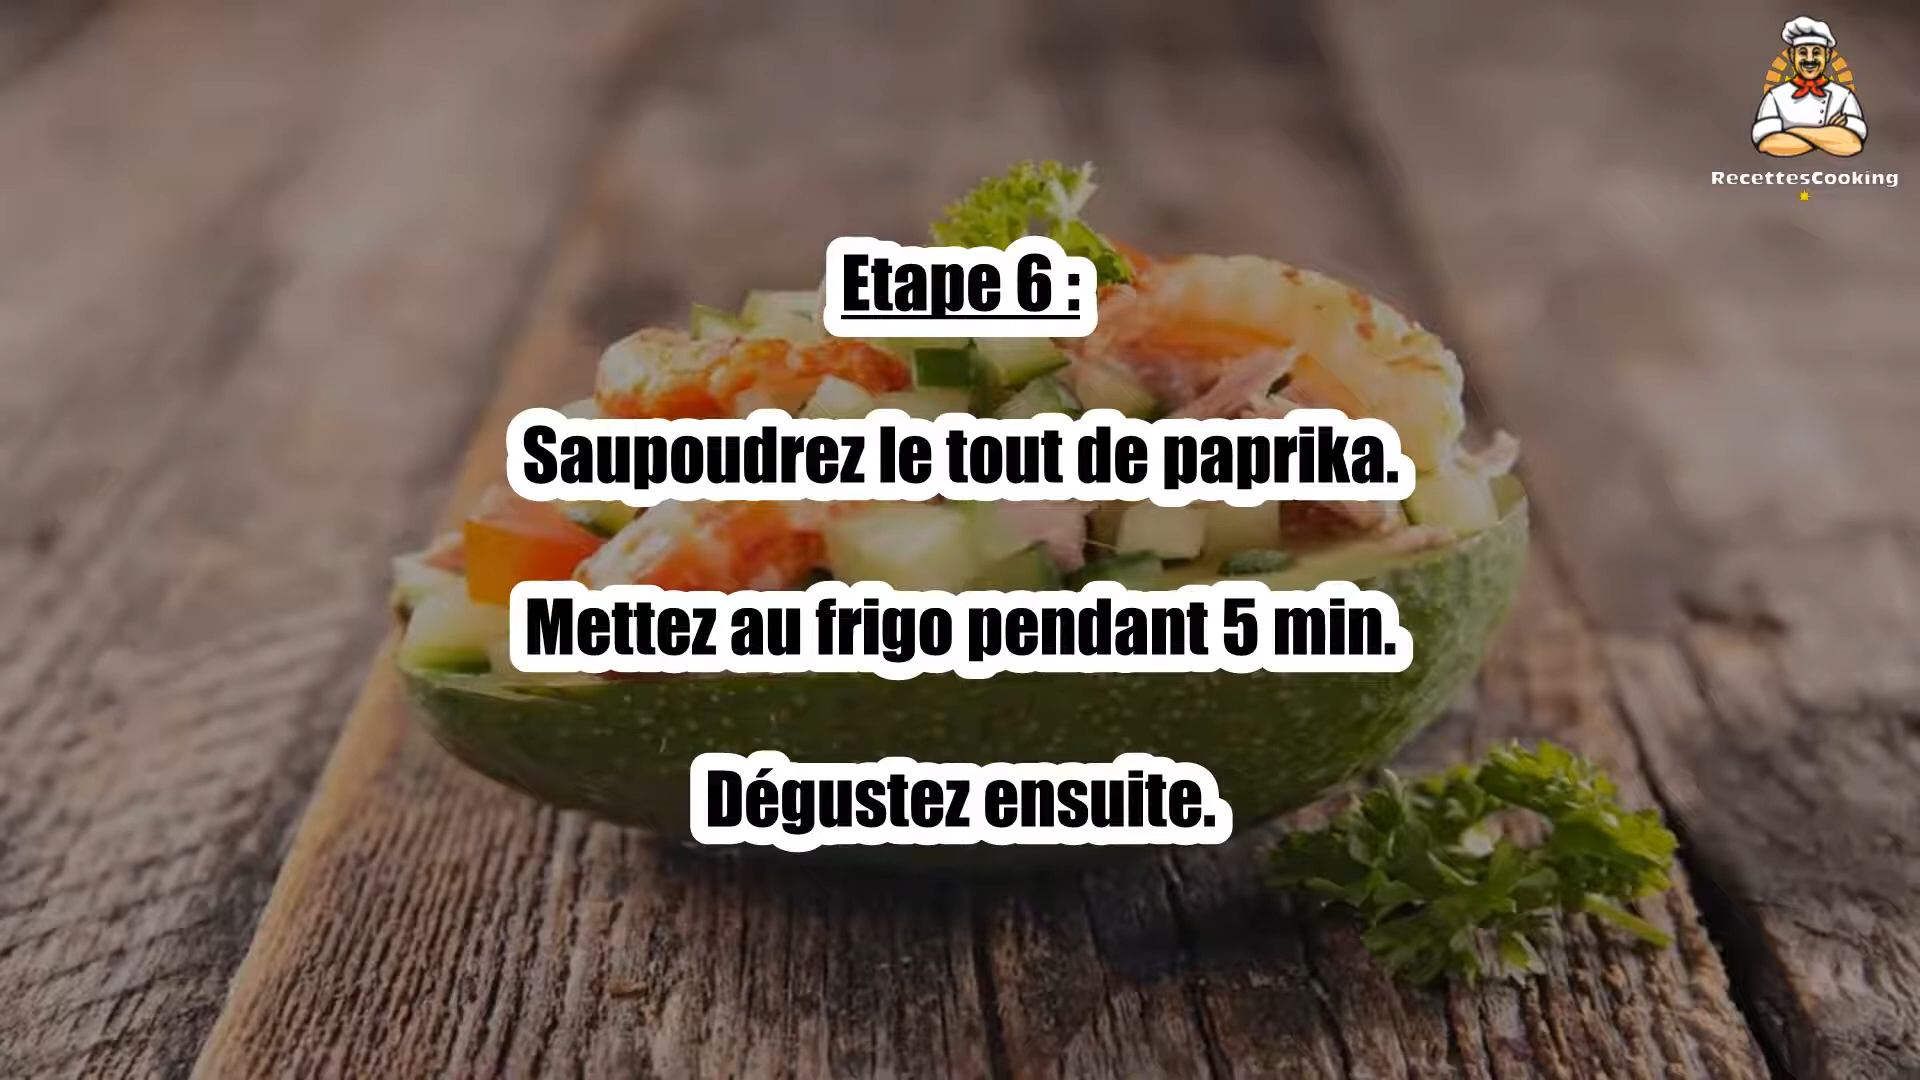 RecettesCooking
Etape 6 :
Saupoudrez le tout de paprika.
Mettez au frigo pendant 5 min.
Dégustez ensuite.